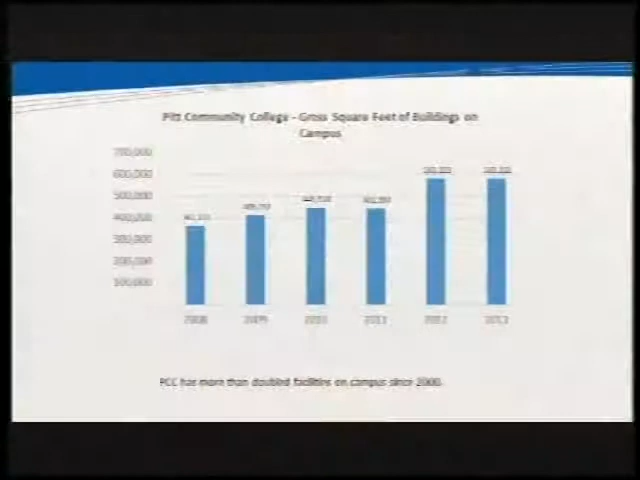 Pitt Community College - Gross Square Feet of Buildings on
Campus
700,000
600,000
500,000
400,000
300,000
200,000
100,000
2008 2009 2010 2011 2012 2013
PCC has more than doubled facilities on campus since 2000.